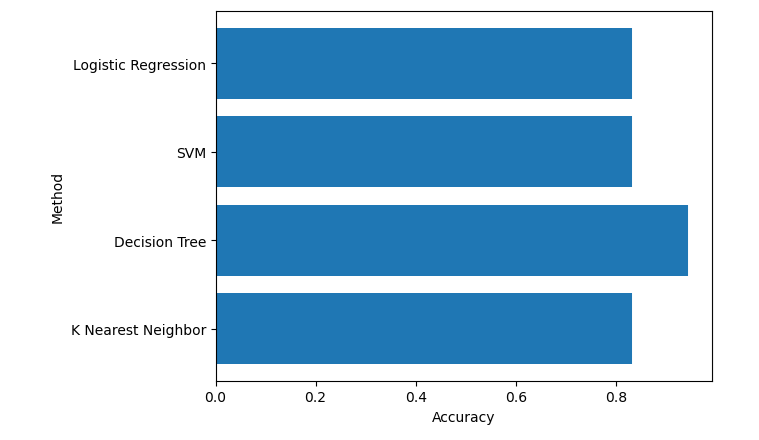 Logistic Regression
SVM
Decision Tree
K Nearest Neighbor
Method
0.0 0.2 0.4 0.6 0.8
Accuracy